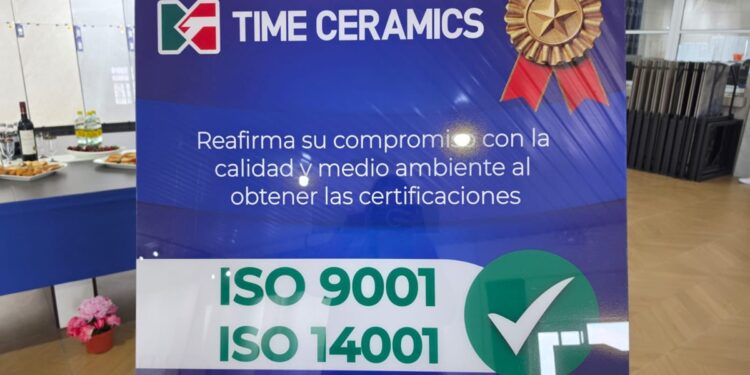 TIME CERAMICS
Reafirma su compromiso con la
calidad y medio ambiente al
obtener las certificaciones
ISO 9001
ISO 14001